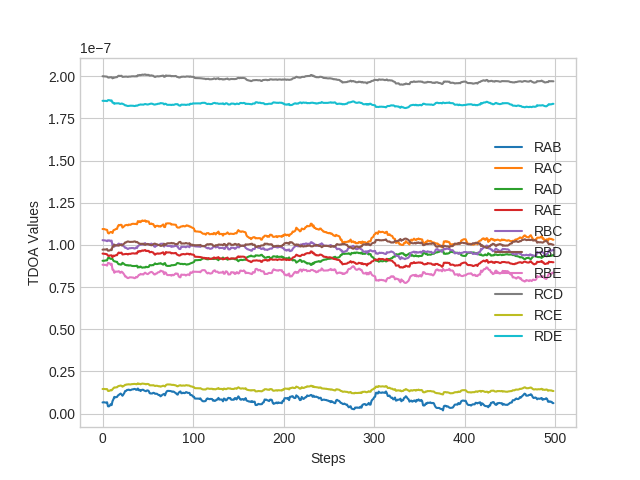 1e−7
2.00
1.75
1.50
1.25
1.00
0.75
0.50
0.25
0.00
TDOA Values
0
100
200
300
400
500
Steps
RAB
RAC
RAD
RAE
RBC
RBD
RBE
RCD
RCE
RDE